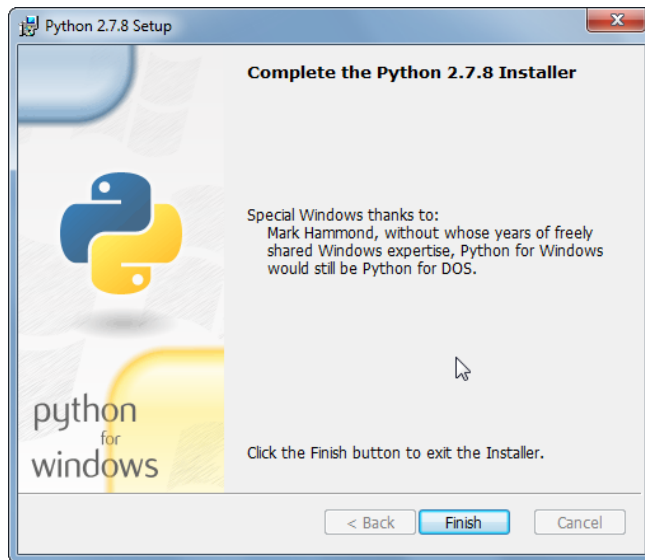 Python 2.7.8 Setup
Complete the Python 2.7.8 Installer
Special Windows thanks to:
Mark Hammond, without whose years of freely
shared Windows expertise, Python for Windows
would still be Python for DOS.
python
for
windows
Click the Finish button to exit the Installer.
< Back
Finish
Cancel